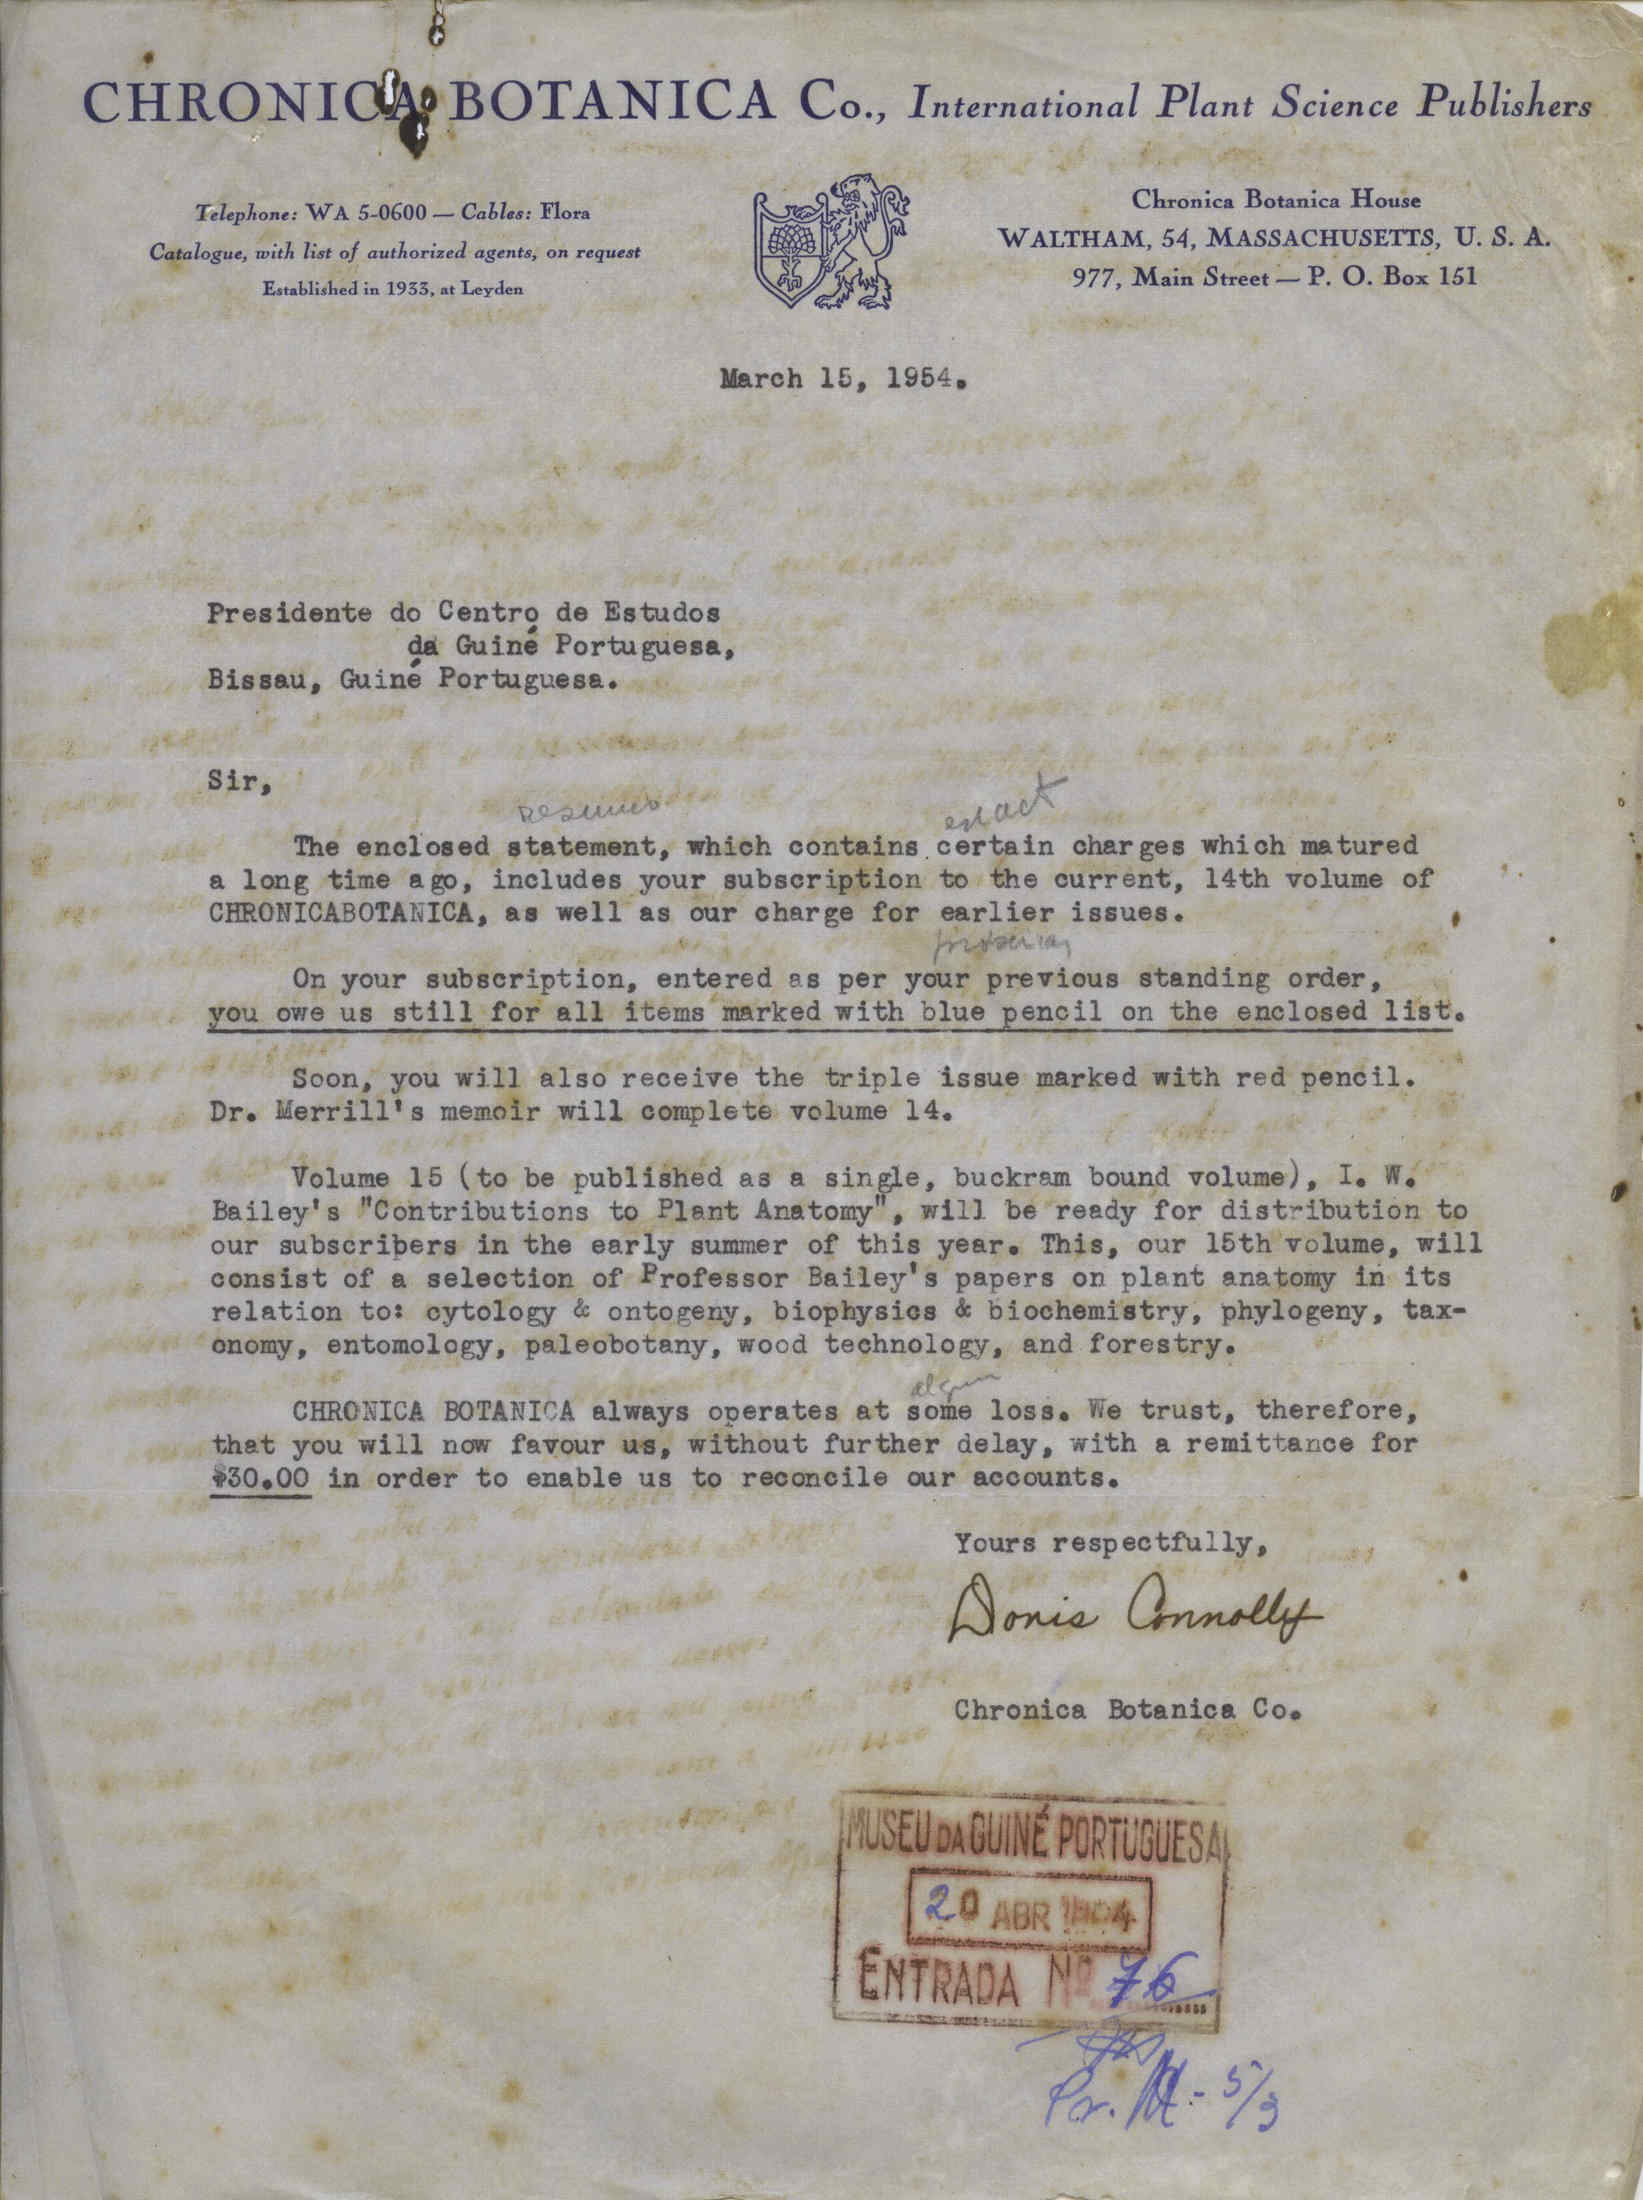 CHRONICA BOTANICA Co., International Plant Science Publishers
Telephone: WA 5-0600 — Cables: Flora
Catalogue, with list of authorized agents, on request
Established in 1933, at Leyden
Chronica Botanica House
WALTHAM, 54, MASSACHUSETTS, U. S. A.
977, Main Street — P. O. Box 151
March 15, 1954.
Presidente do Centro de Estudos
da Guiné Portuguesa,
Bissau, Guiné Portuguesa.
Sir,
resumo
The enclosed statement, which contains certain charges which matured
a long time ago, includes your subscription to the current, 14th volume of
CHRONICABOTANICA, as well as our charge for earlier issues.
On your subscription, entered as per your previous standing order,
you owe us still for all items marked with blue pencil on the enclosed list.
Soon, you will also receive the triple issue marked with red pencil.
Dr. Merrill's memoir will complete volume 14.
Volume 15 (to be published as a single, buckram bound volume), I. W.
Bailey's "Contributions to Plant Anatomy", will be ready for distribution to
our subscribers in the early summer of this year. This, our 15th volume, will
consist of a selection of Professor Bailey's papers on plant anatomy in its
relation to: cytology & ontogeny, biophysics & biochemistry, phylogeny, tax-
onomy, entomology, paleobotany, wood technology, and forestry.
algum
CHRONICA BOTANICA always operates at some loss. We trust, therefore,
that you will now favour us, without further delay, with a remittance for
$30.00 in order to enable us to reconcile our accounts.
Yours respectfully,
Doris Connolly
Chronica Botanica Co.
MUSEU DA GUINÉ PORTUGUESA
20 ABR 1954
ENTRADA Nº 76
5/3